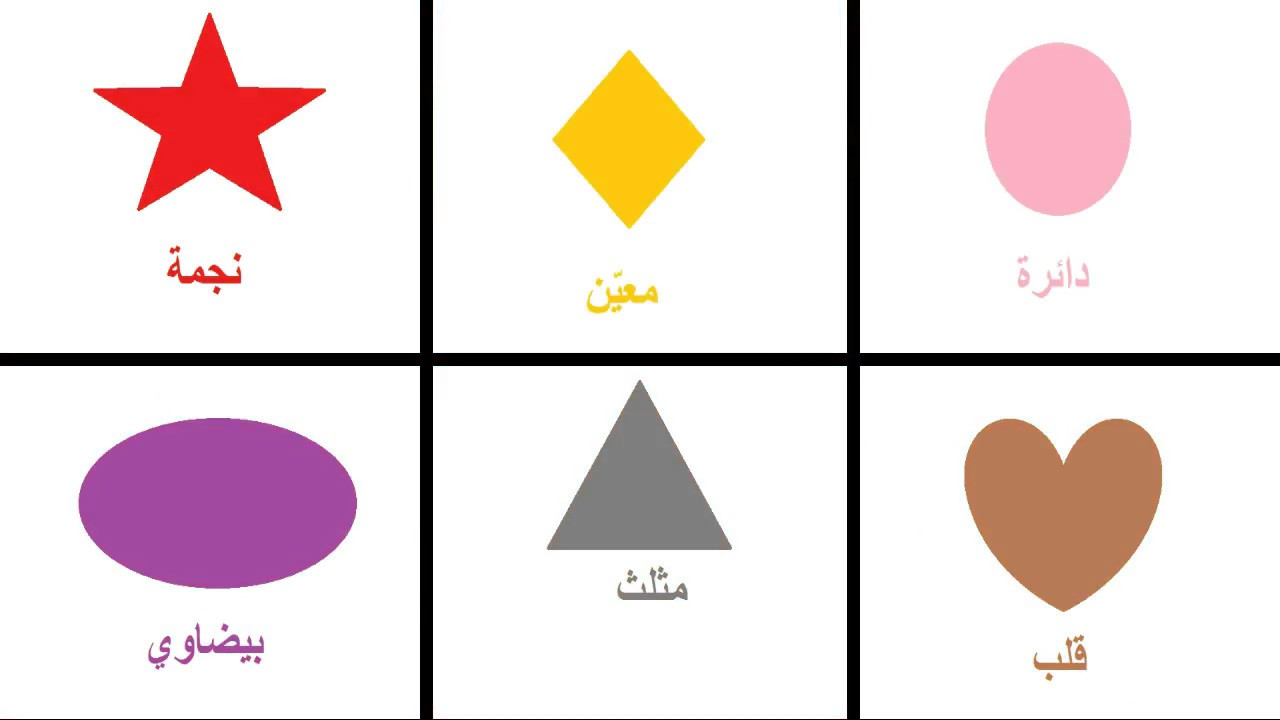 دائرة
معيّن
نجمة
قلب
مثلث
بيضاوي